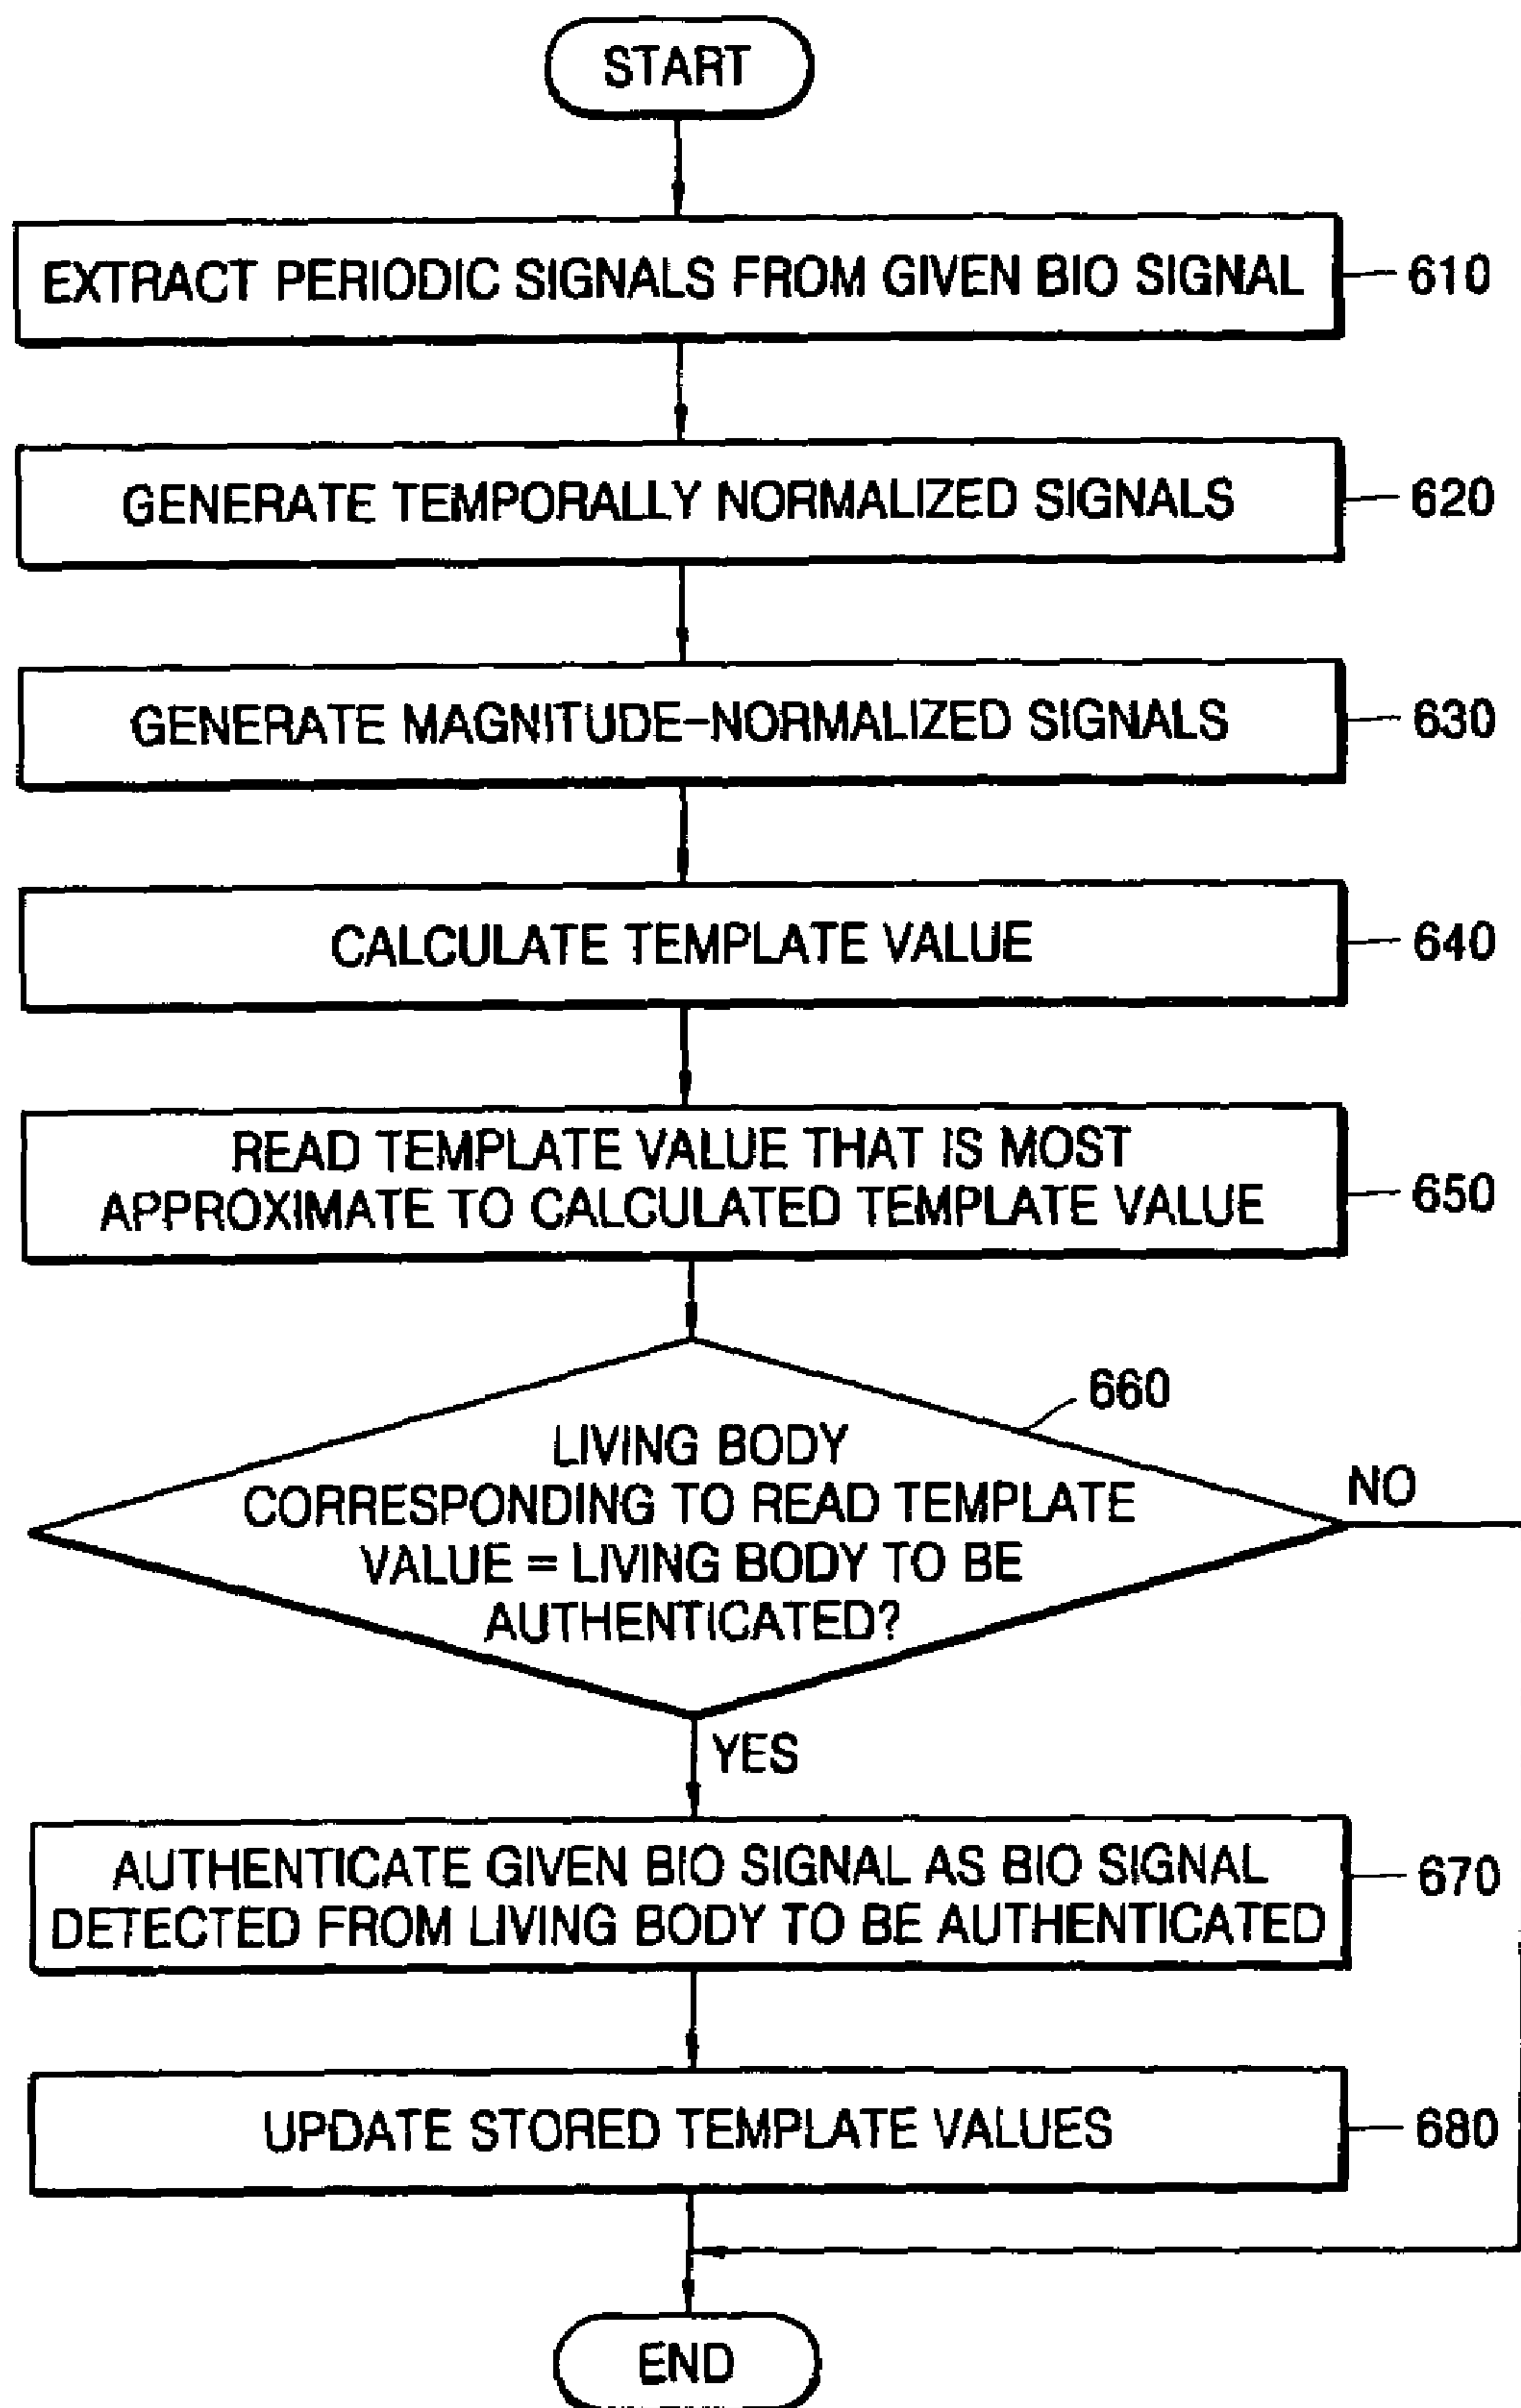 START
EXTRACT PERIODIC SIGNALS FROM GIVEN BIO SIGNAL
610
GENERATE TEMPORALLY NORMALIZED SIGNALS
620
GENERATE MAGNITUDE-NORMALIZED SIGNALS
630
CALCULATE TEMPLATE VALUE
640
READ TEMPLATE VALUE THAT IS MOST
APPROXIMATE TO CALCULATED TEMPLATE VALUE
650
660
LIVING BODY
CORRESPONDING TO READ TEMPLATE
VALUE = LIVING BODY TO BE
AUTHENTICATED?
NO
YES
AUTHENTICATE GIVEN BIO SIGNAL AS BIO SIGNAL
DETECTED FROM LIVING BODY TO BE AUTHENTICATED
670
UPDATE STORED TEMPLATE VALUES
680
END